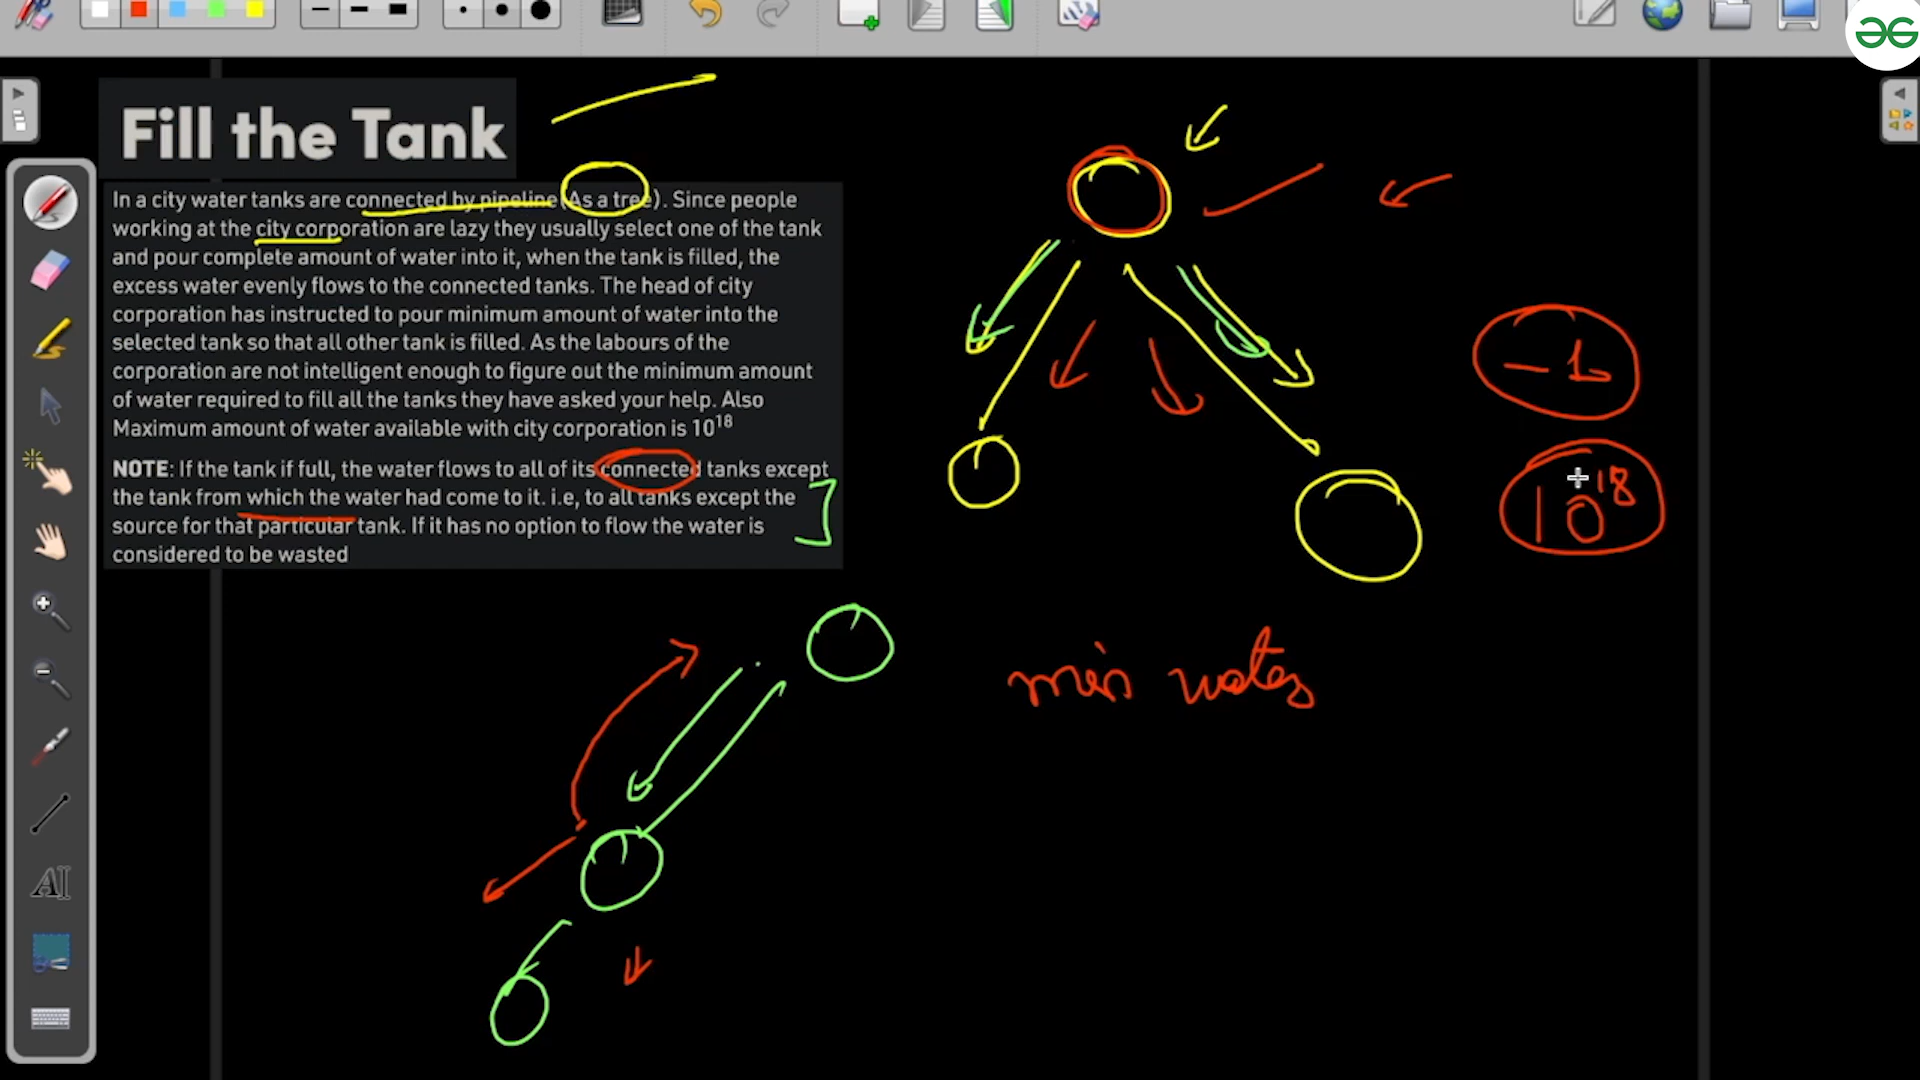 Fill the Tank
In a city water tanks are connected by pipeline (As a tree). Since people
working at the city corporation are lazy they usually select one of the tank
and pour complete amount of water into it, when the tank is filled, the
excess water evenly flows to the connected tanks. The head of city
corporation has instructed to pour minimum amount of water into the
selected tank so that all other tank is filled. As the labours of the
corporation are not intelligent enough to figure out the minimum amount
of water required to fill all the tanks they have asked your help. Also
Maximum amount of water available with city corporation is 10^18
NOTE: If the tank if full, the water flows to all of its connected tanks except
the tank from which the water had come to it. i.e, to all tanks except the
source for that particular tank. If it has no option to flow the water is
considered to be wasted
-1
10^18
min water
AI